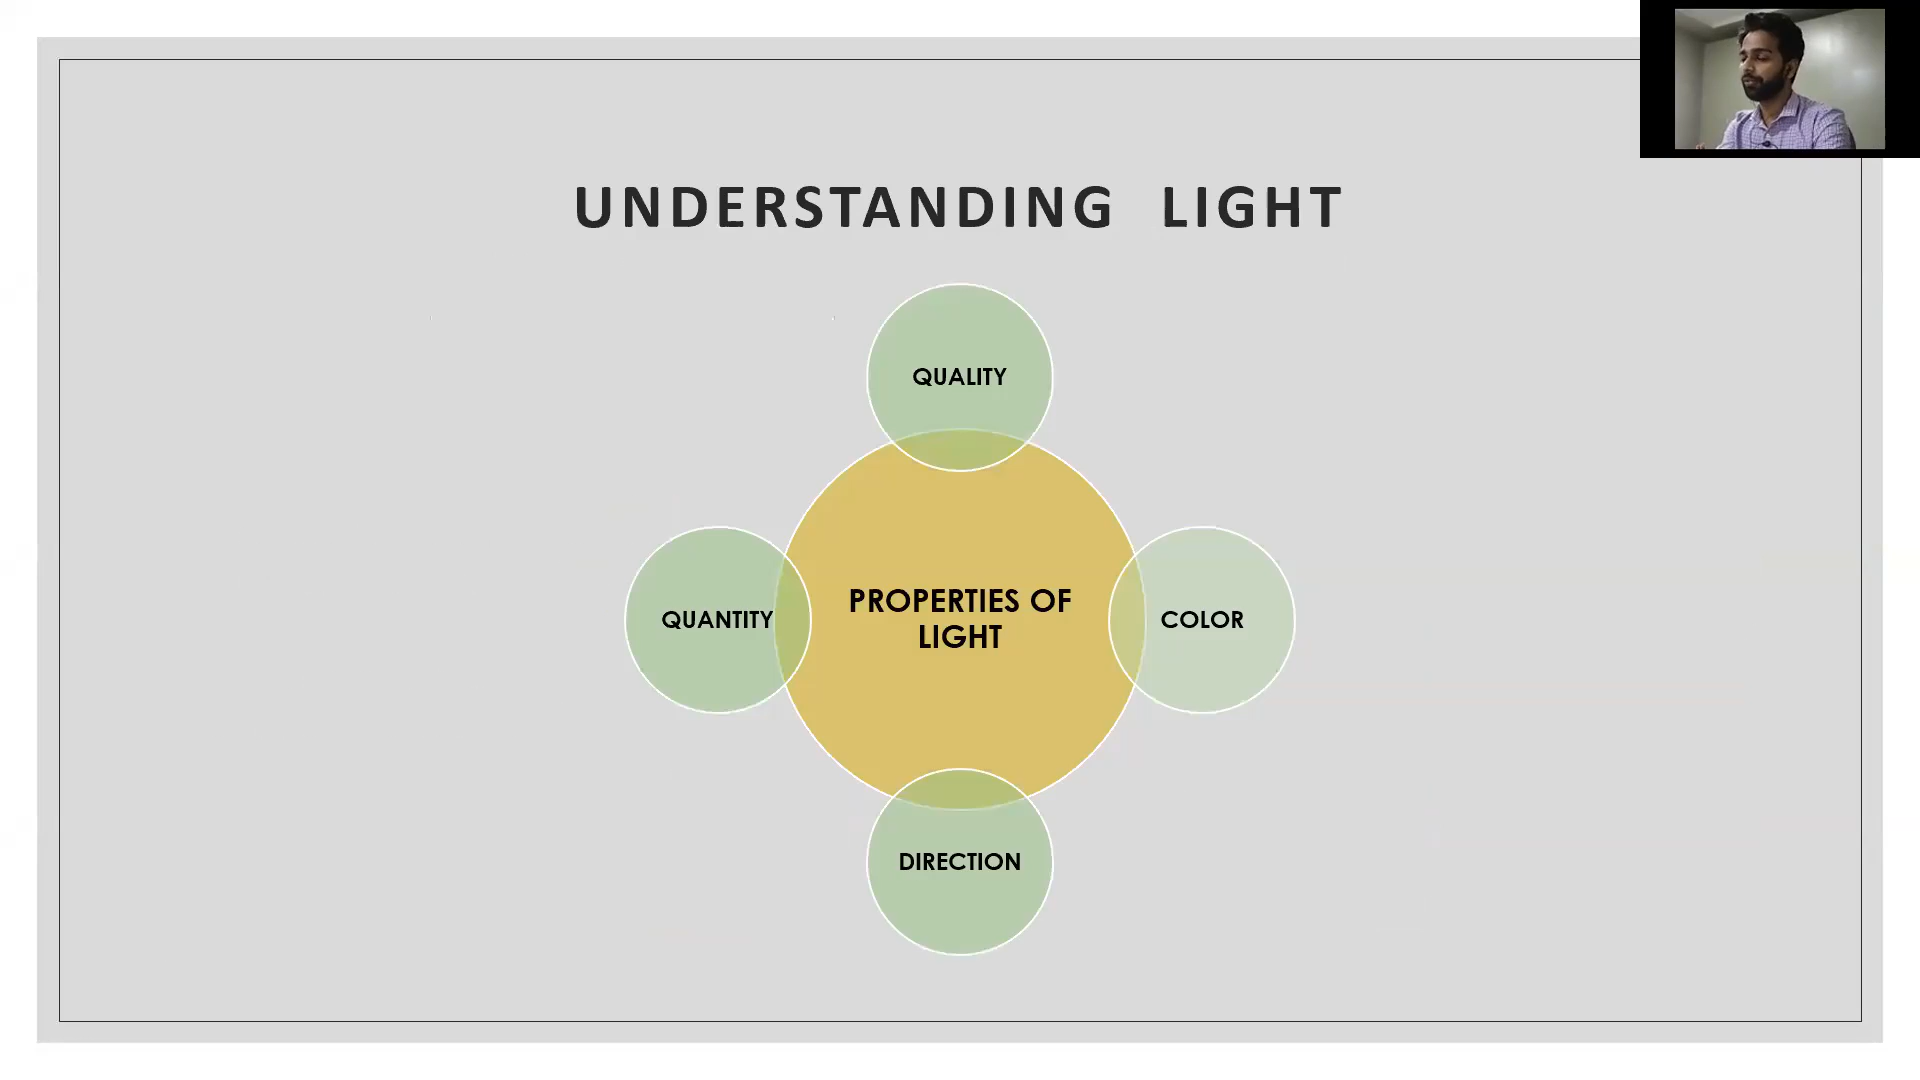 UNDERSTANDING LIGHT
QUALITY
QUANTITY
PROPERTIES OF
LIGHT
COLOR
DIRECTION